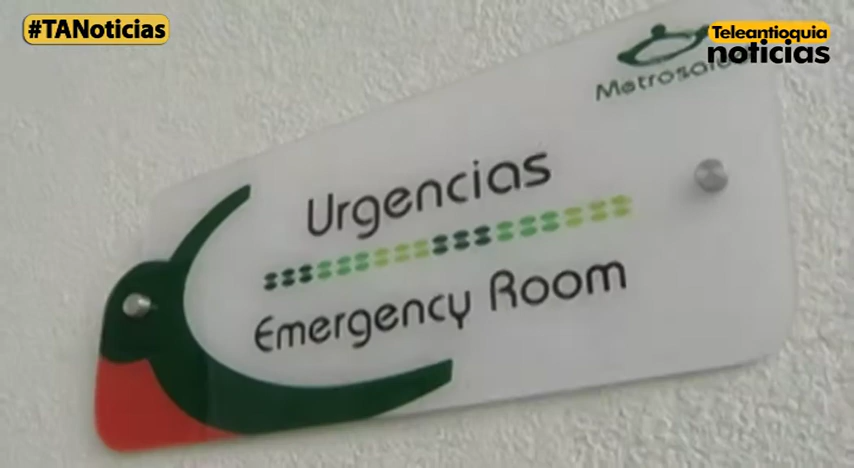 #TANoticias
Teleantioquia
noticias
Urgencias
Emergency Room